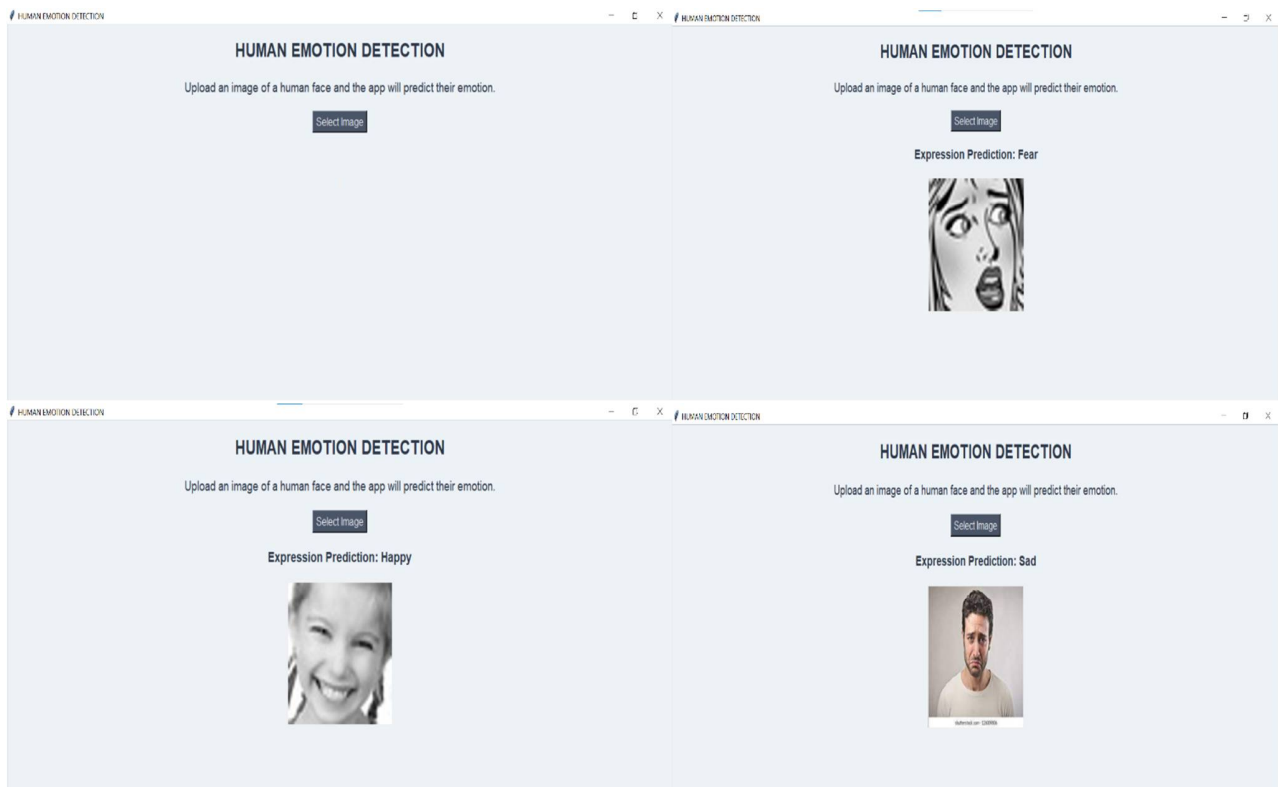 HUMAN EMOTION DETECTION
HUMAN EMOTION DETECTION
Upload an image of a human face and the app will predict their emotion.
Select Image
HUMAN EMOTION DETECTION
HUMAN EMOTION DETECTION
Upload an image of a human face and the app will predict their emotion.
Select Image
Expression Prediction: Fear
HUMAN EMOTION DETECTION
HUMAN EMOTION DETECTION
Upload an image of a human face and the app will predict their emotion.
Select Image
Expression Prediction: Happy
HUMAN EMOTION DETECTION
HUMAN EMOTION DETECTION
Upload an image of a human face and the app will predict their emotion.
Select Image
Expression Prediction: Sad